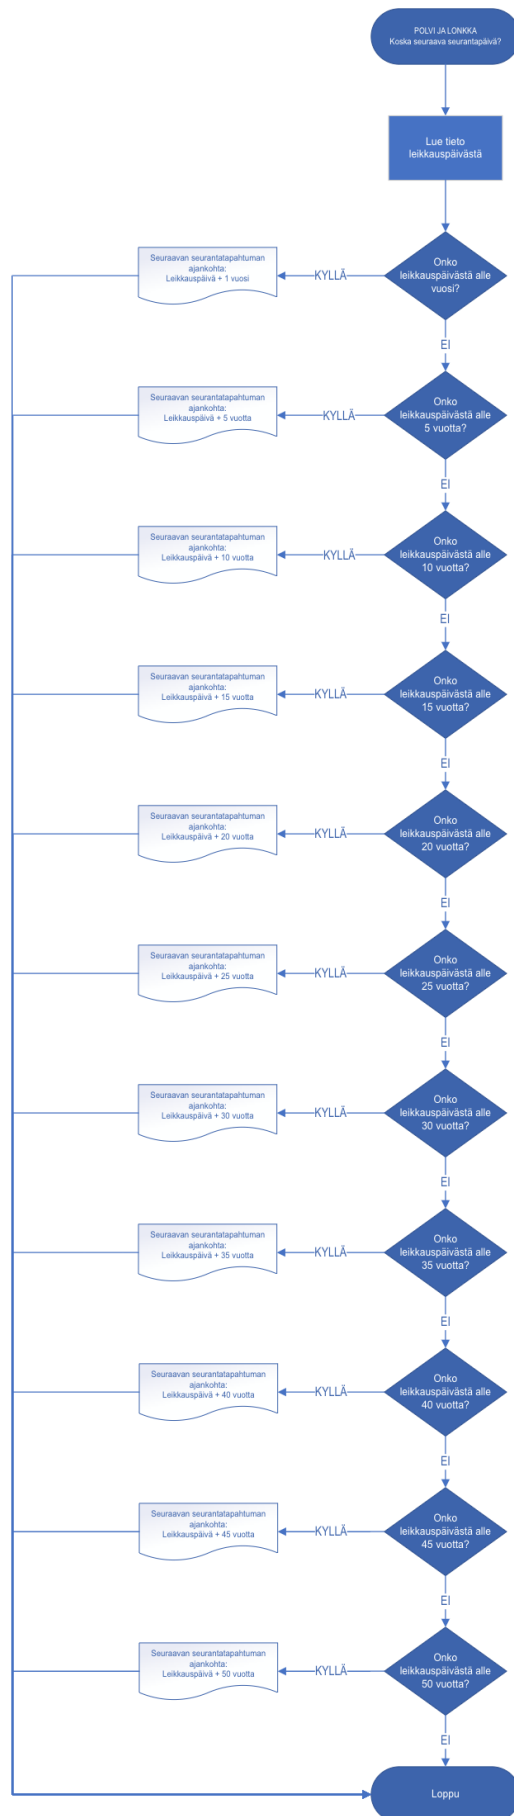 POLVI JA LONKKA
Koska seuraava seurantapäivä?
Lue tieto
leikkauspäivästä
Onko
leikkauspäivästä alle
vuosi?
KYLLÄ
Seuraavan seurantatapahtuman
ajankohta:
Leikkauspäivä + 1 vuosi
EI
Onko
leikkauspäivästä alle
5 vuotta?
KYLLÄ
Seuraavan seurantatapahtuman
ajankohta:
Leikkauspäivä + 5 vuotta
EI
Onko
leikkauspäivästä alle
10 vuotta?
KYLLÄ
Seuraavan seurantatapahtuman
ajankohta:
Leikkauspäivä + 10 vuotta
EI
Onko
leikkauspäivästä alle
15 vuotta?
KYLLÄ
Seuraavan seurantatapahtuman
ajankohta:
Leikkauspäivä + 15 vuotta
EI
Onko
leikkauspäivästä alle
20 vuotta?
KYLLÄ
Seuraavan seurantatapahtuman
ajankohta:
Leikkauspäivä + 20 vuotta
EI
Onko
leikkauspäivästä alle
25 vuotta?
KYLLÄ
Seuraavan seurantatapahtuman
ajankohta:
Leikkauspäivä + 25 vuotta
EI
Onko
leikkauspäivästä alle
30 vuotta?
KYLLÄ
Seuraavan seurantatapahtuman
ajankohta:
Leikkauspäivä + 30 vuotta
EI
Onko
leikkauspäivästä alle
35 vuotta?
KYLLÄ
Seuraavan seurantatapahtuman
ajankohta:
Leikkauspäivä + 35 vuotta
EI
Onko
leikkauspäivästä alle
40 vuotta?
KYLLÄ
Seuraavan seurantatapahtuman
ajankohta:
Leikkauspäivä + 40 vuotta
EI
Onko
leikkauspäivästä alle
45 vuotta?
KYLLÄ
Seuraavan seurantatapahtuman
ajankohta:
Leikkauspäivä + 45 vuotta
EI
Onko
leikkauspäivästä alle
50 vuotta?
KYLLÄ
Seuraavan seurantatapahtuman
ajankohta:
Leikkauspäivä + 50 vuotta
EI
Loppu